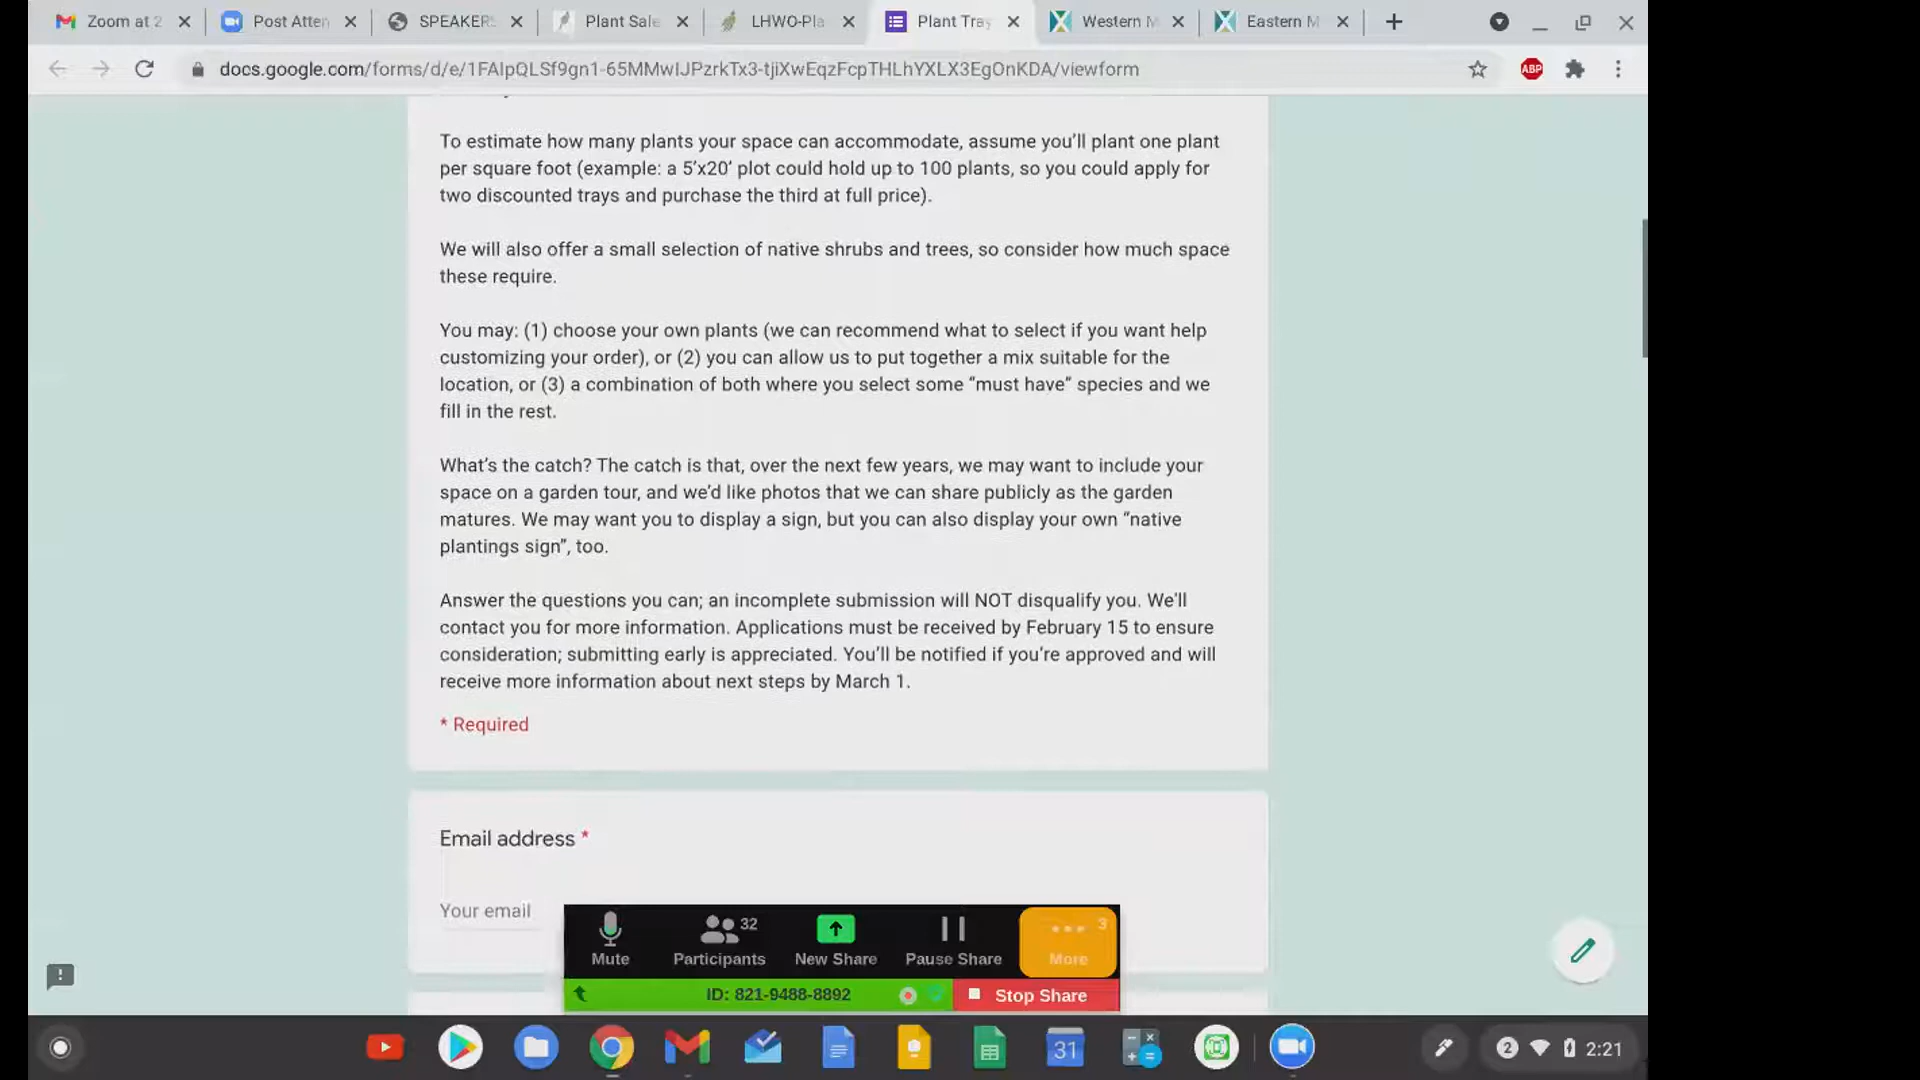 Zoom at 2
Post Atten
SPEAKER
Plant Sale
LHWO-Pla
Plant Tray
Western M
Eastern M
docs.google.com/forms/d/e/1FAIpQLSf9gn1-65MMwIJPzrkTx3-tjiXwEqzFcpTHLhYXLX3EgOnKDA/viewform
ABP
To estimate how many plants your space can accommodate, assume you’ll plant one plant
per square foot (example: a 5’x20’ plot could hold up to 100 plants, so you could apply for
two discounted trays and purchase the third at full price).
We will also offer a small selection of native shrubs and trees, so consider how much space
these require.
You may: (1) choose your own plants (we can recommend what to select if you want help
customizing your order), or (2) you can allow us to put together a mix suitable for the
location, or (3) a combination of both where you select some “must have” species and we
fill in the rest.
What’s the catch? The catch is that, over the next few years, we may want to include your
space on a garden tour, and we’d like photos that we can share publicly as the garden
matures. We may want you to display a sign, but you can also display your own “native
plantings sign”, too.
Answer the questions you can; an incomplete submission will NOT disqualify you. We'll
contact you for more information. Applications must be received by February 15 to ensure
consideration; submitting early is appreciated. You’ll be notified if you’re approved and will
receive more information about next steps by March 1.
* Required
Email address *
Your email
32
3
Mute
Participants
New Share
Pause Share
More
ID: 821-9488-8892
Stop Share
31
2
2:21